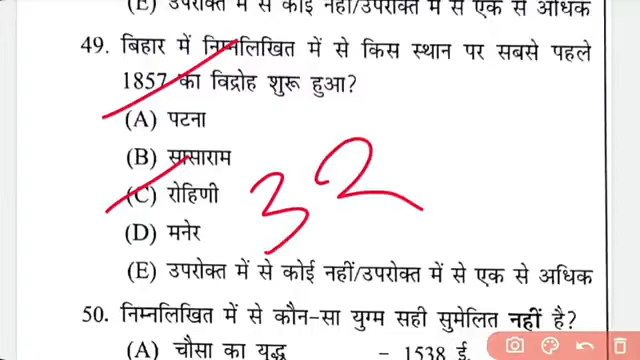 (E) उपरोक्त में से कोई नहीं/उपरोक्त में से एक से अधिक
49. बिहार में निम्नलिखित में से किस स्थान पर सबसे पहले
1857 का विद्रोह शुरू हुआ?
(A) पटना
(B) सासाराम
(C) रोहिणी
32
(D) मनेर
(E) उपरोक्त में से कोई नहीं/उपरोक्त में से एक से अधिक
50. निम्नलिखित में से कौन-सा युग्म सही सुमेलित नहीं है?
(A) चौसा का युद्ध – 1538 ई.